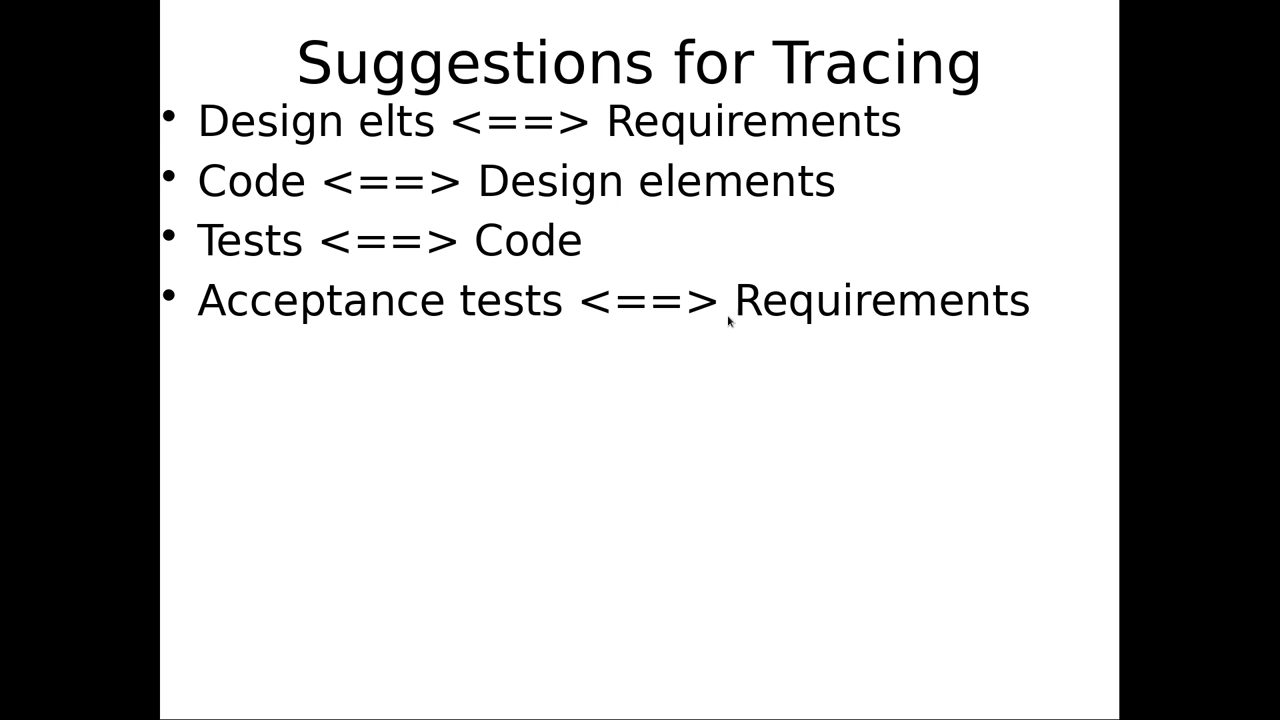 Suggestions for Tracing
• Design elts <==> Requirements
• Code <==> Design elements
• Tests <==> Code
• Acceptance tests <==> Requirements